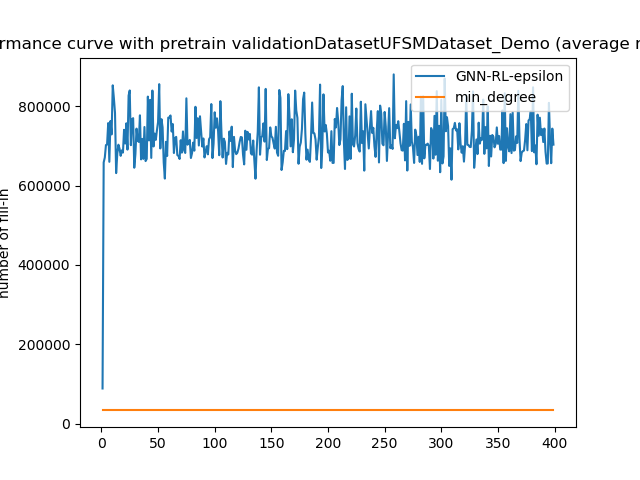 rmance curve with pretrain validationDatasetUFSMDataset_Demo (average
GNN-RL-epsilon
min_degree
number of fill-in
800000
600000
400000
200000
0
0 50 100 150 200 250 300 350 400